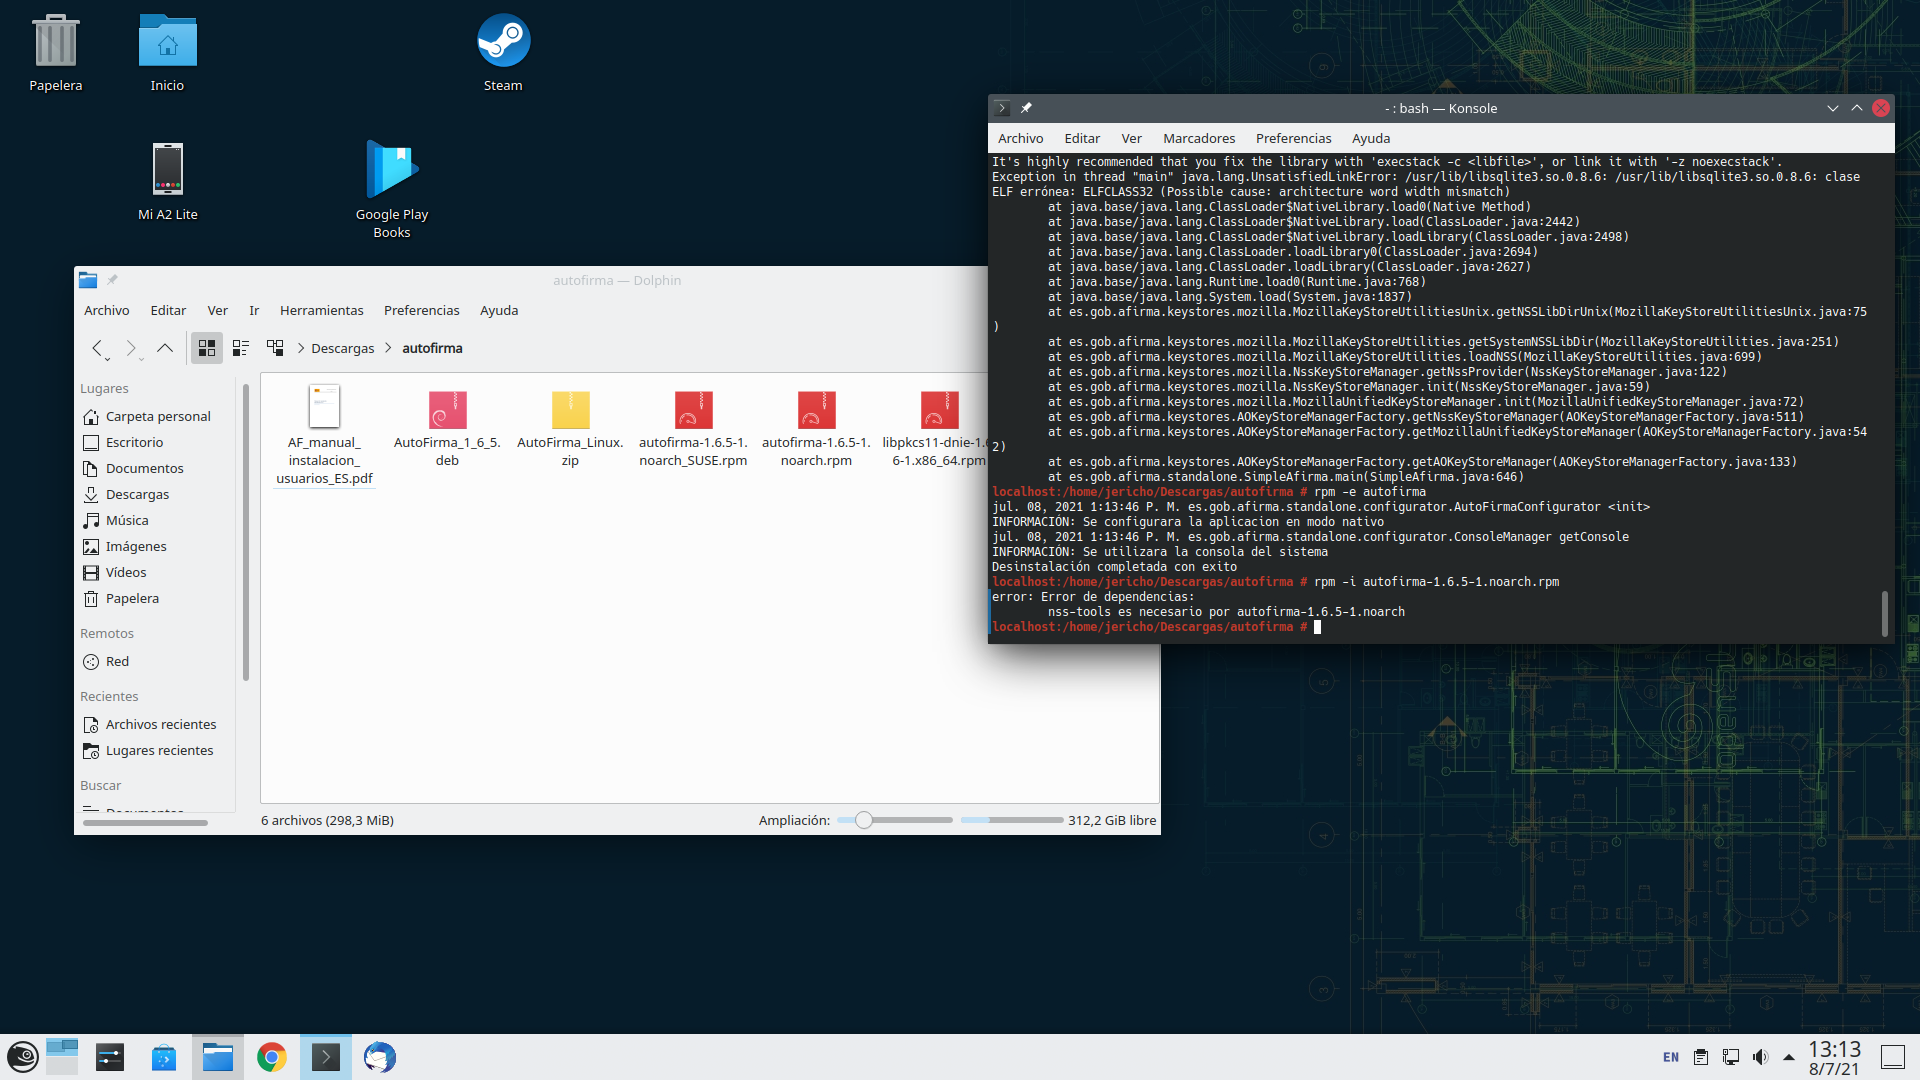 Papelera
Inicio
Steam
Mi A2 Lite
Google Play
Books
autofirma — Dolphin
Archivo Editar Ver Ir Herramientas Preferencias Ayuda
Descargas autofirma
Lugares
Carpeta personal
Escritorio
Documentos
Descargas
Música
Imágenes
Vídeos
Papelera
Remotos
Red
Recientes
Archivos recientes
Lugares recientes
Buscar
Documentos
AF_manual_
instalacion_
usuarios_ES.pdf
AutoFirma_1_6_5.
deb
AutoFirma_Linux.
zip
autofirma-1.6.5-1.
noarch_SUSE.rpm
autofirma-1.6.5-1.
noarch.rpm
libpkcs11-dnie-1.
6-1.x86_64.rpm
6 archivos (298,3 MiB)
Ampliación:
312,2 GiB libre
- : bash — Konsole
Archivo Editar Ver Marcadores Preferencias Ayuda
It's highly recommended that you fix the library with 'execstack -c <libfile>', or link it with '-z noexecstack'.
Exception in thread "main" java.lang.UnsatisfiedLinkError: /usr/lib/libsqlite3.so.0.8.6: /usr/lib/libsqlite3.so.0.8.6: clase
ELF errónea: ELFCLASS32 (Possible cause: architecture word width mismatch)
at java.base/java.lang.ClassLoader$NativeLibrary.load0(Native Method)
at java.base/java.lang.ClassLoader$NativeLibrary.load(ClassLoader.java:2442)
at java.base/java.lang.ClassLoader$NativeLibrary.loadLibrary(ClassLoader.java:2498)
at java.base/java.lang.ClassLoader.loadLibrary0(ClassLoader.java:2694)
at java.base/java.lang.ClassLoader.loadLibrary(ClassLoader.java:2627)
at java.base/java.lang.Runtime.load0(Runtime.java:768)
at java.base/java.lang.System.load(System.java:1837)
at es.gob.afirma.keystores.mozilla.MozillaKeyStoreUtilitiesUnix.getNSSLibDirUnix(MozillaKeyStoreUtilitiesUnix.java:75
)
at es.gob.afirma.keystores.mozilla.MozillaKeyStoreUtilities.getSystemNSSLibDir(MozillaKeyStoreUtilities.java:251)
at es.gob.afirma.keystores.mozilla.MozillaKeyStoreUtilities.loadNSS(MozillaKeyStoreUtilities.java:699)
at es.gob.afirma.keystores.mozilla.NssKeyStoreManager.getNssProvider(NssKeyStoreManager.java:122)
at es.gob.afirma.keystores.mozilla.NssKeyStoreManager.init(NssKeyStoreManager.java:59)
at es.gob.afirma.keystores.mozilla.MozillaUnifiedKeyStoreManager.init(MozillaUnifiedKeyStoreManager.java:72)
at es.gob.afirma.keystores.AOKeyStoreManagerFactory.getNssKeyStoreManager(AOKeyStoreManagerFactory.java:511)
at es.gob.afirma.keystores.AOKeyStoreManagerFactory.getMozillaUnifiedKeyStoreManager(AOKeyStoreManagerFactory.java:54
2)
at es.gob.afirma.keystores.AOKeyStoreManagerFactory.getAOKeyStoreManager(AOKeyStoreManagerFactory.java:133)
at es.gob.afirma.standalone.SimpleAfirma.main(SimpleAfirma.java:646)
localhost:/home/jericho/Descargas/autofirma # rpm -e autofirma
jul. 08, 2021 1:13:46 P. M. es.gob.afirma.standalone.configurator.AutoFirmaConfigurator <init>
INFORMACIÓN: Se configurara la aplicacion en modo nativo
jul. 08, 2021 1:13:46 P. M. es.gob.afirma.standalone.configurator.ConsoleManager getConsole
INFORMACIÓN: Se utilizara la consola del sistema
Desinstalación completada con exito
localhost:/home/jericho/Descargas/autofirma # rpm -i autofirma-1.6.5-1.noarch.rpm
error: Error de dependencias:
nss-tools es necesario por autofirma-1.6.5-1.noarch
localhost:/home/jericho/Descargas/autofirma #
EN
13:13
8/7/21